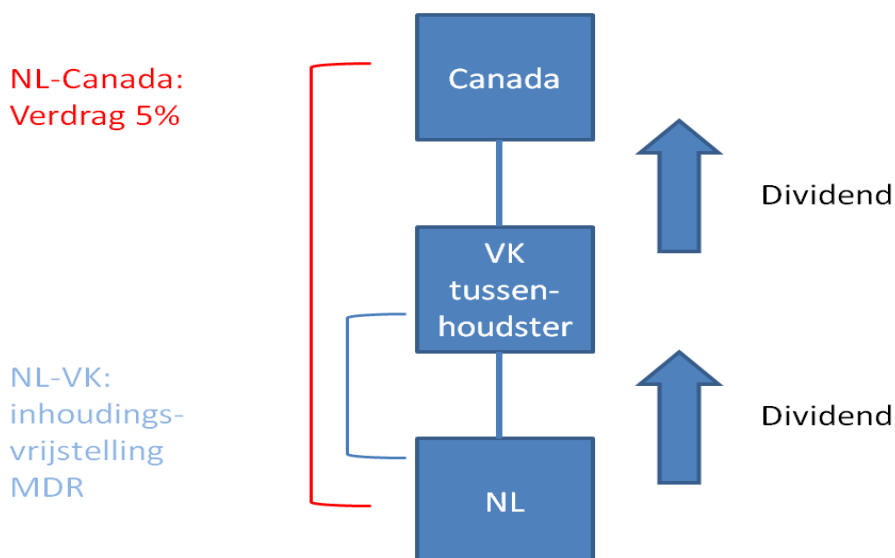 NL-Canada:
Verdrag 5%
Canada
Dividend
VK
tussen-
houdster
NL-VK:
inhoudings-
vrijstelling
MDR
Dividend
NL